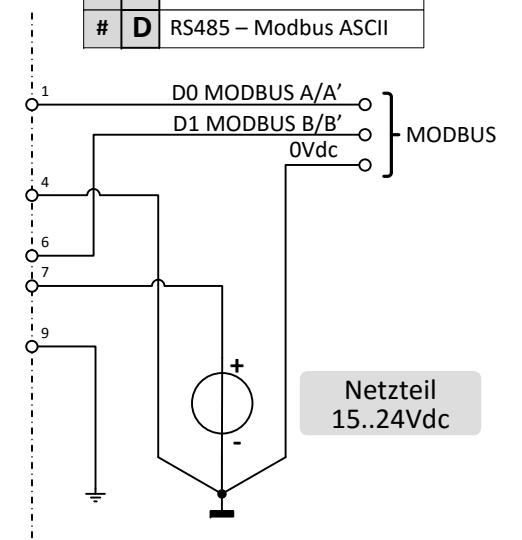 # D RS485 – Modbus ASCII
1
D0 MODBUS A/A’
D1 MODBUS B/B’
MODBUS
0Vdc
4
6
7
9
+
-
Netzteil
15..24Vdc